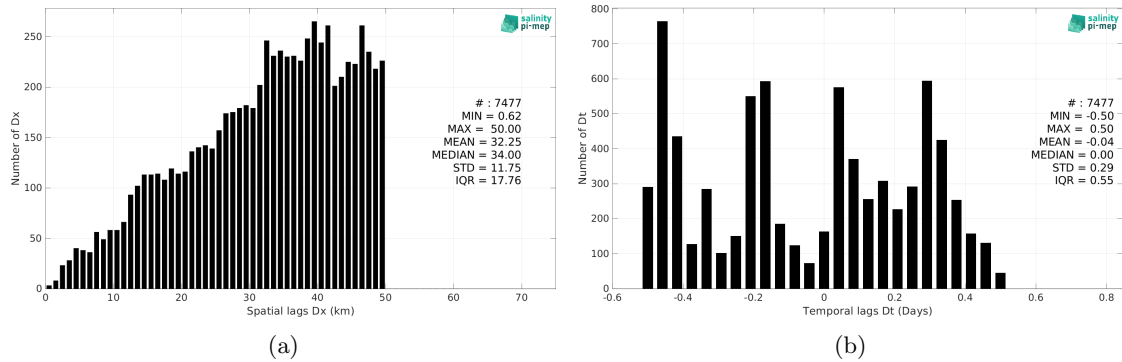 salinity
pi-mep
250
200
150
100
50
0
Number of Dx
# : 7477
MIN = 0.62
MAX = 50.00
MEAN = 32.25
MEDIAN = 34.00
STD = 11.75
IQR = 17.76
0 10 20 30 40 50 60 70
Spatial lags Dx (km)
(a)
salinity
pi-mep
800
700
600
500
400
300
200
100
0
Number of Dt
# : 7477
MIN = -0.50
MAX = 0.50
MEAN = -0.04
MEDIAN = 0.00
STD = 0.29
IQR = 0.55
-0.6 -0.4 -0.2 0 0.2 0.4 0.6 0.8
Temporal lags Dt (Days)
(b)